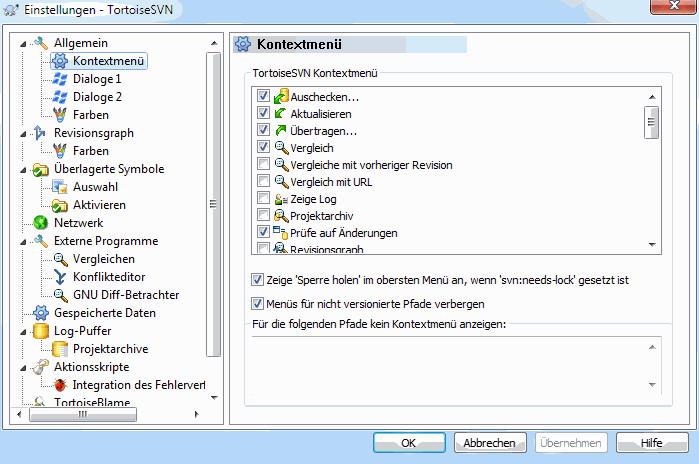 Einstellungen - TortoiseSVN
Allgemein
Kontextmenü
Dialoge 1
Dialoge 2
Farben
Revisionsgraph
Farben
Überlagerte Symbole
Auswahl
Aktivieren
Netzwerk
Externe Programme
Vergleichen
Konflikteditor
GNU Diff-Betrachter
Gespeicherte Daten
Log-Puffer
Projektarchive
Aktionsskripte
Integration des Fehlerverf
TortoiseBlame
Kontextmenü
TortoiseSVN Kontextmenü
Auschecken...
Aktualisieren
Übertragen...
Vergleich
Vergleiche mit vorheriger Revision
Vergleich mit URL
Zeige Log
Projektarchiv
Prüfe auf Änderungen
Revisionsgraph
Zeige 'Sperre holen' im obersten Menü an, wenn 'svn:needs-lock' gesetzt ist
Menüs für nicht versionierte Pfade verbergen
Für die folgenden Pfade kein Kontextmenü anzeigen:
OK
Abbrechen
Übernehmen
Hilfe